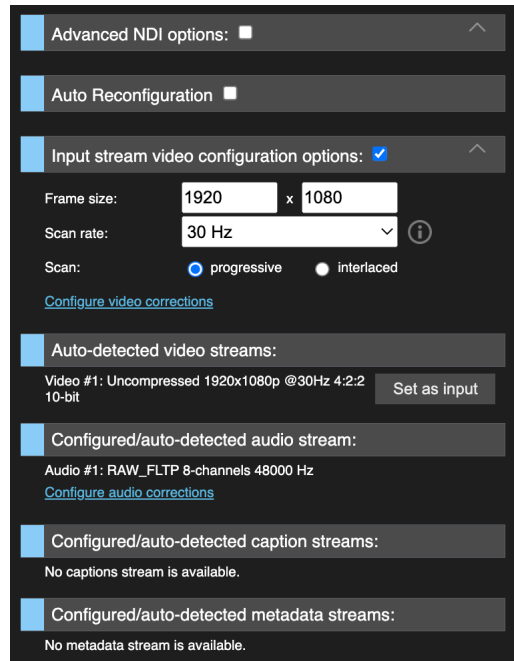 Advanced NDI options:
Auto Reconfiguration
Input stream video configuration options:
Frame size: 1920 x 1080
Scan rate: 30 Hz
Scan: progressive interlaced
Configure video corrections
Auto-detected video streams:
Video #1: Uncompressed 1920x1080p @30Hz 4:2:2
10-bit
Set as input
Configured/auto-detected audio stream:
Audio #1: RAW_FLTP 8-channels 48000 Hz
Configure audio corrections
Configured/auto-detected caption streams:
No captions stream is available.
Configured/auto-detected metadata streams:
No metadata stream is available.